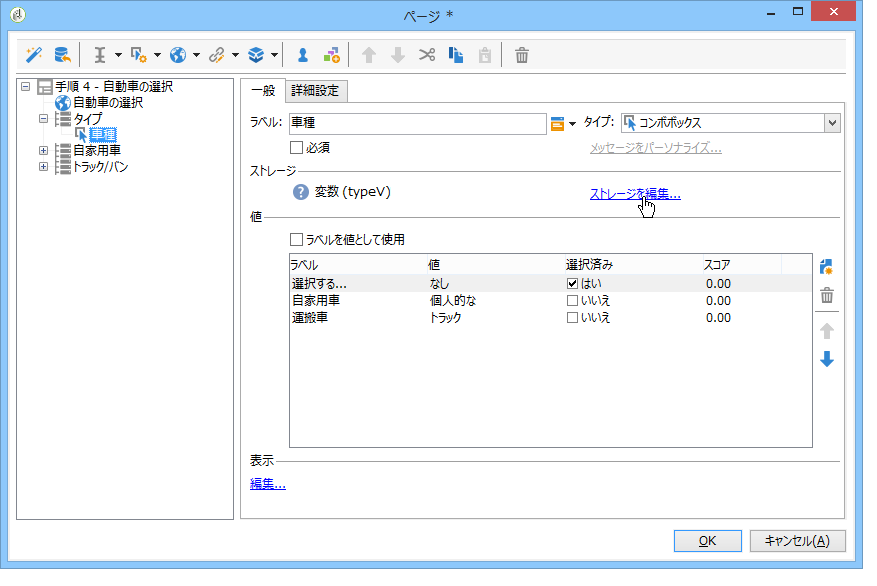 ページ *
手順 4 - 自動車の選択
自動車の選択
タイプ
車種
自家用車
トラック/バン
一般 詳細設定
ラベル: 車種 タイプ: コンボボックス
必須 メッセージをパーソナライズ...
ストレージ
変数 (typeV) ストレージを編集...
値
ラベルを値として使用
ラベル 値 選択済み スコア
選択する... なし はい 0.00
自家用車 個人的な いいえ 0.00
運搬車 トラック いいえ 0.00
表示
編集...
OK キャンセル(A)